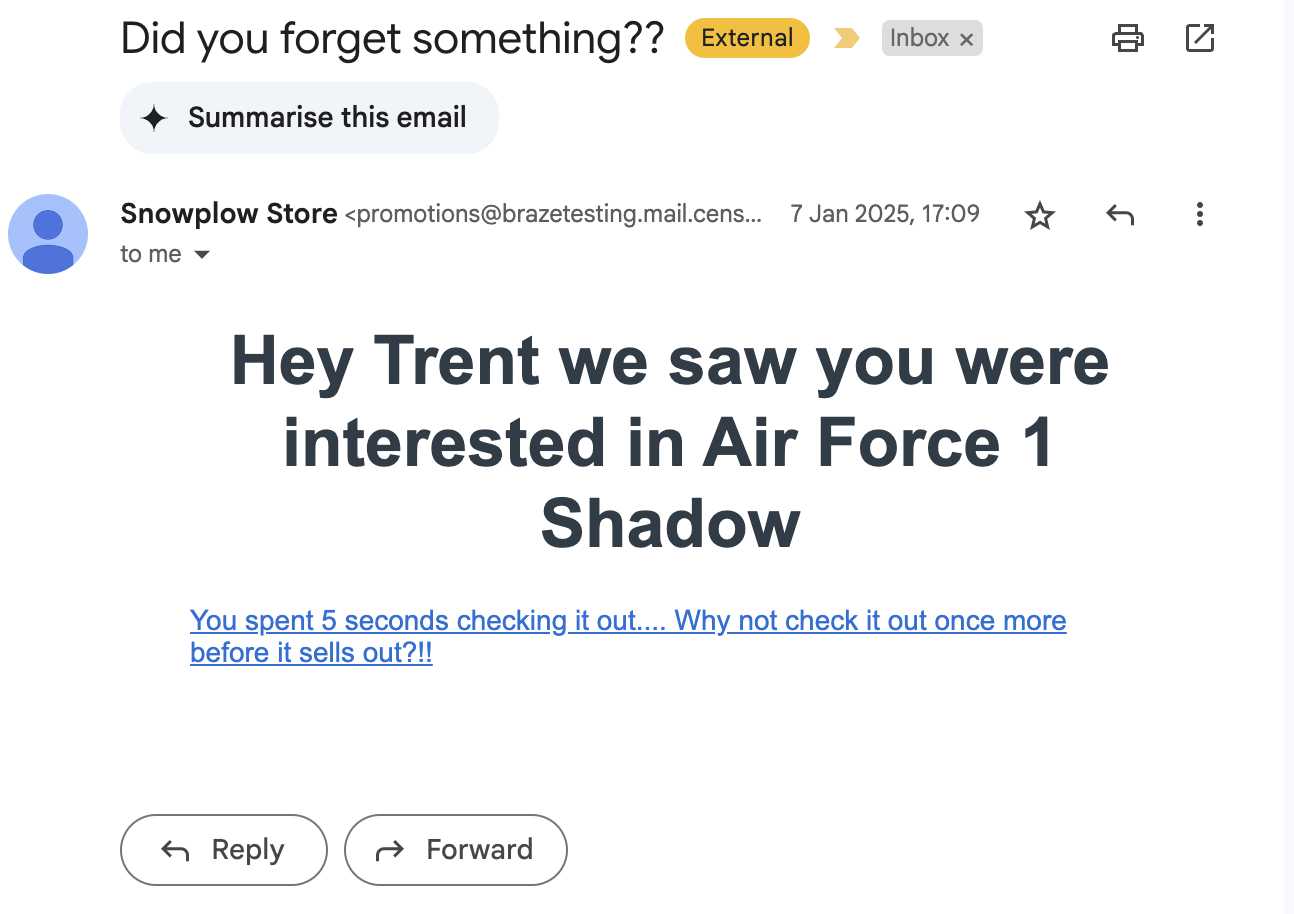 Did you forget something?? External Inbox ×
Summarise this email
Snowplow Store <promotions@brazetesting.mail.cens... 7 Jan 2025, 17:09
to me
Hey Trent we saw you were
interested in Air Force 1
Shadow
You spent 5 seconds checking it out.... Why not check it out once more
before it sells out?!!
Reply Forward